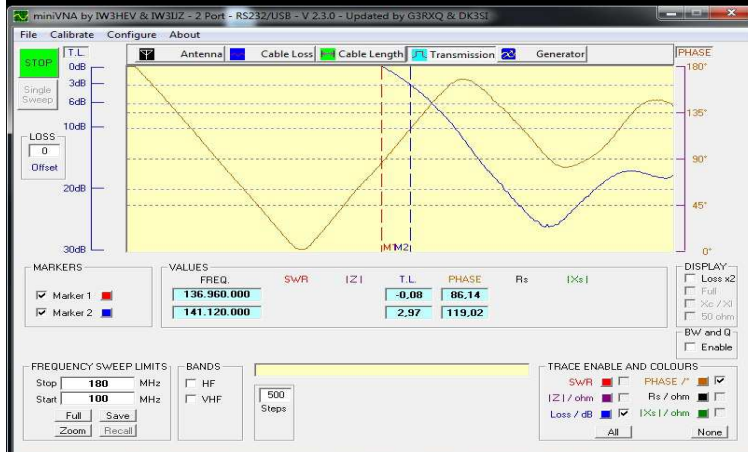 miniVNA by IW3HEV & IW3IJZ - 2 Port - RS232/USB - V 2.3.0 - Updated by G3RXQ & DK3SI
File Calibrate Configure About
STOP T.L. Antenna Cable Loss Cable Length Transmission Generator PHASE
0dB 180°
Single Sweep
3dB
6dB
135°
10dB
LOSS
0
Offset
90°
20dB
45°
30dB M1 M2 0°
MARKERS VALUES DISPLAY
FREQ. SWR |Z| T.L. PHASE Rs |Xs| Loss x2
Marker 1 136.960.000 -0,08 86,14 Full
Xc / Xl
Marker 2 141.120.000 2,97 119,02 50 ohm
BW and Q
Enable
FREQUENCY SWEEP LIMITS BANDS TRACE ENABLE AND COLOURS
Stop 180 MHz HF SWR PHASE /°
Start 100 MHz VHF 500 |Z| / ohm Rs / ohm
Steps
Full Save Loss / dB |Xs| / ohm
Zoom Recall All None